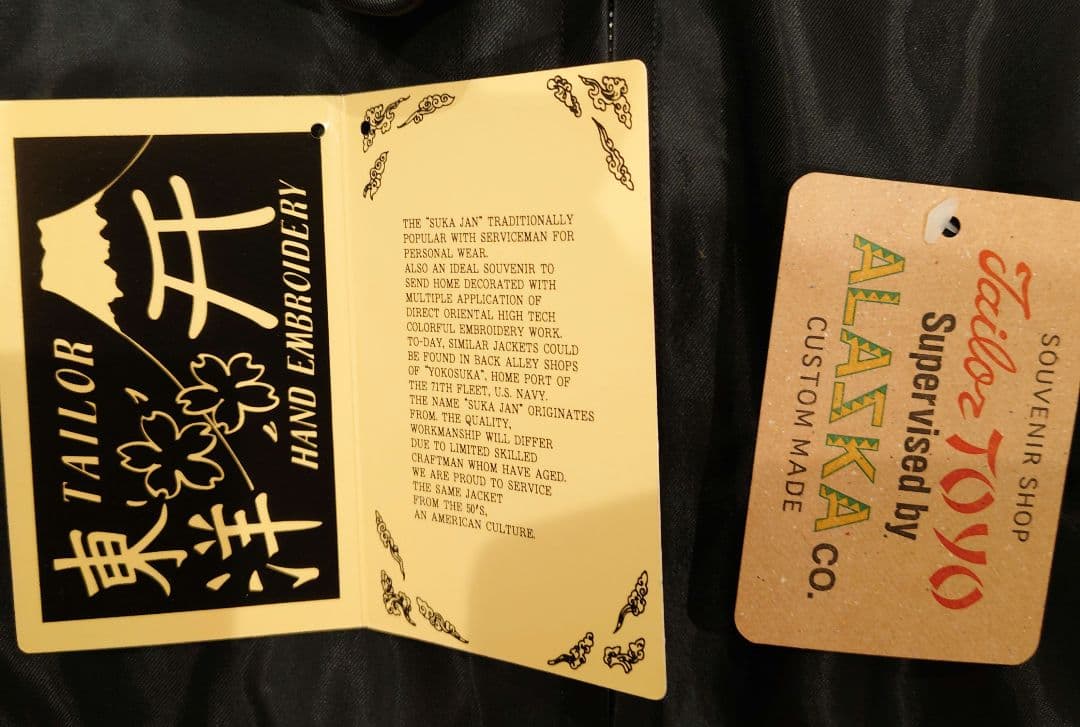 TAILOR
東洋
HAND EMBROIDERY
THE "SUKA JAN" TRADITIONALLY
POPULAR WITH SERVICEMAN FOR
PERSONAL WEAR.
ALSO AN IDEAL SOUVENIR TO
SEND HOME DECORATED WITH
MULTIPLE APPLICATION OF
DIRECT ORIENTAL HIGH TECH
COLORFUL EMBROIDERY WORK.
TO-DAY, SIMILAR JACKETS COULD
BE FOUND IN BACK ALLEY SHOPS
OF "YOKOSUKA", HOME PORT OF
THE 7ITH FLEET, U.S. NAVY.
THE NAME "SUKA JAN" ORIGINATES
FROM. THE QUALITY,
WORKMANSHIP WILL DIFFER
DUE TO LIMITED SKILLED
CRAFTMAN WHOM HAVE AGED.
WE ARE PROUD TO SERVICE
THE SAME JACKET
FROM THE 50'S,
AN AMERICAN CULTURE.
SOUVENIR SHOP
Tailor TOYO
Supervised by
ALASKA CO.
CUSTOM MADE